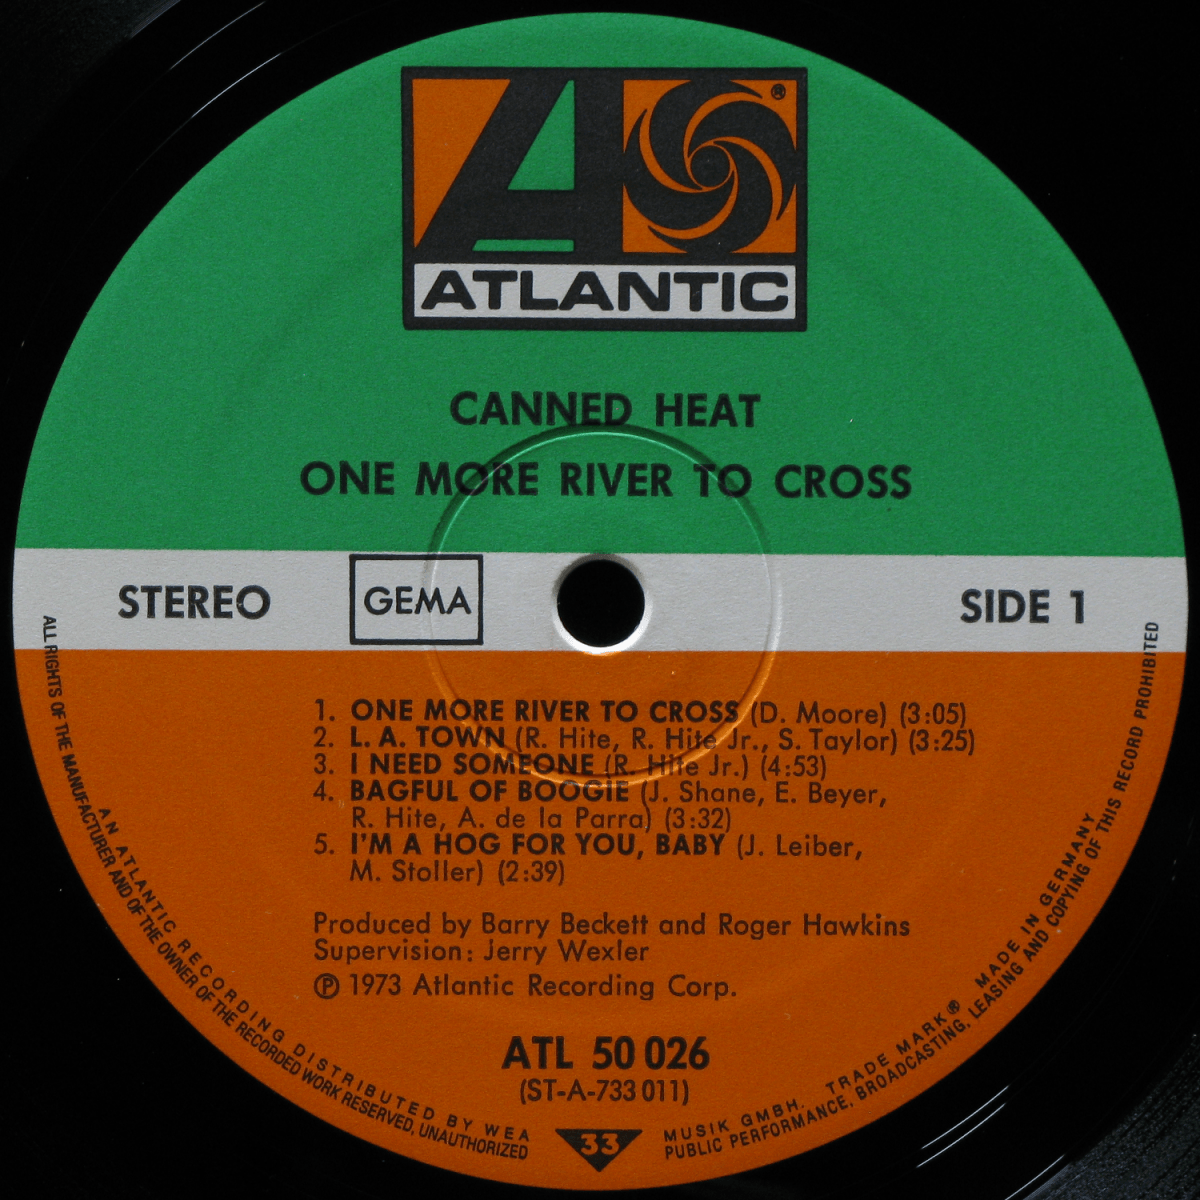 ®
ATLANTIC
CANNED HEAT
ONE MORE RIVER TO CROSS
STEREO
GEMA
SIDE 1
1. ONE MORE RIVER TO CROSS (D. Moore) (3:05)
2. L. A. TOWN (R. Hite, R. Hite Jr., S. Taylor) (3:25)
3. I NEED SOMEONE (R. Hite Jr.) (4:53)
4. BAGFUL OF BOOGIE (J. Shane, E. Beyer,
R. Hite, A. de la Parra) (3:32)
5. I'M A HOG FOR YOU, BABY (J. Leiber,
M. Stoller) (2:39)
Produced by Barry Beckett and Roger Hawkins
Supervision: Jerry Wexler
℗ 1973 Atlantic Recording Corp.
ATL 50 026
(ST-A-733 011)
33
AN ATLANTIC RECORDING DISTRIBUTED BY WEA MUSIK GMBH. TRADE MARK® MADE IN GERMANY
ALL RIGHTS OF THE MANUFACTURER AND OF THE OWNER OF THE RECORDED WORK RESERVED, UNAUTHORIZED PUBLIC PERFORMANCE, BROADCASTING, LEASING AND COPYING OF THIS RECORD PROHIBITED